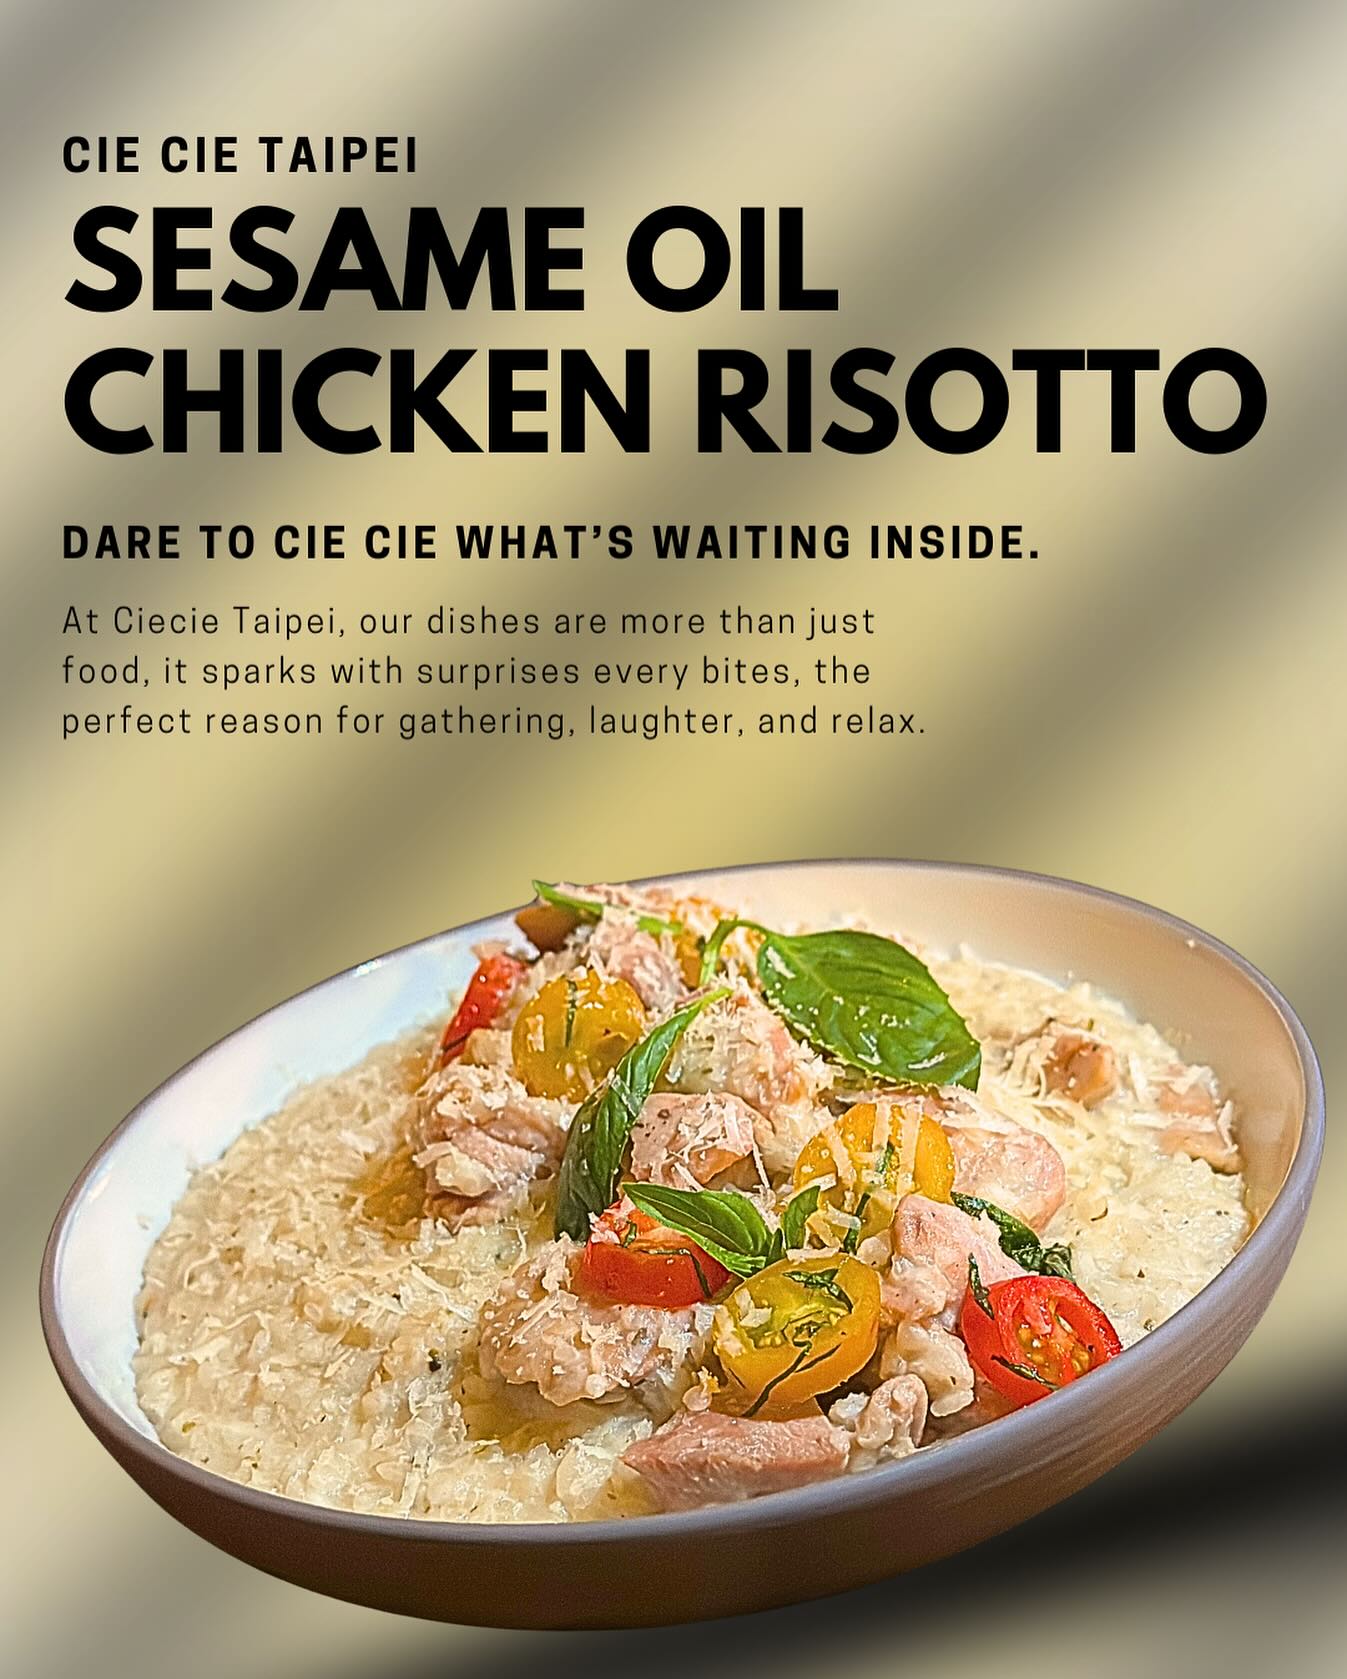 CIE CIE TAIPEI
SESAME OIL
CHICKEN RISOTTO
DARE TO CIE CIE WHAT’S WAITING INSIDE.
At Ciecie Taipei, our dishes are more than just
food, it sparks with surprises every bites, the
perfect reason for gathering, laughter, and relax.